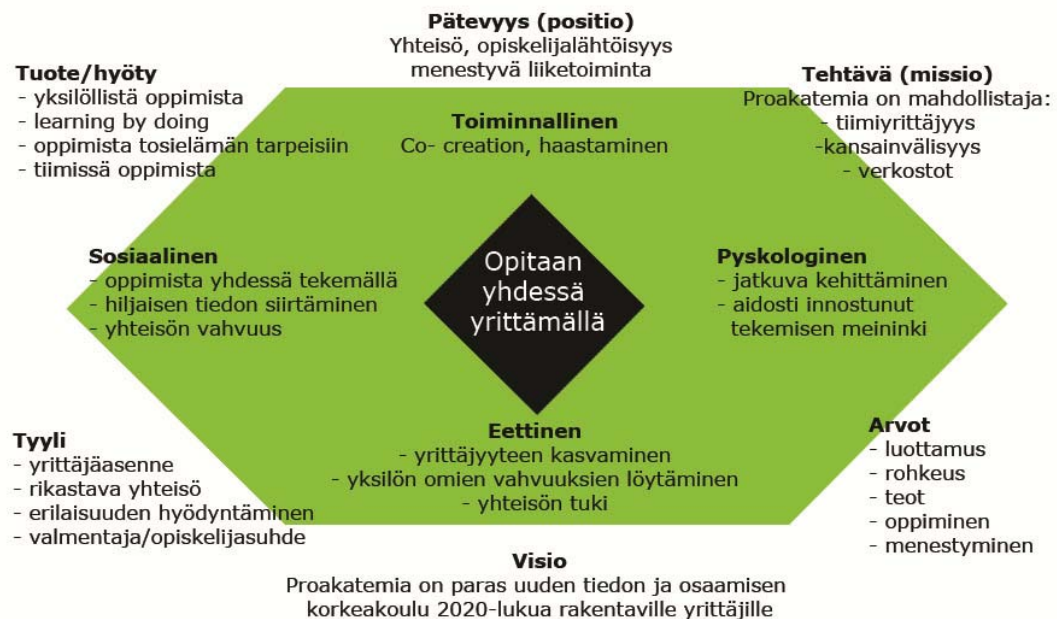 Pätevyys (positio)
Yhteisö, opiskelijalähtöisyys
menestyvä liiketoiminta
Tuote/hyöty
- yksilöllistä oppimista
- learning by doing
- oppimista tosielämän tarpeisiin
- tiimissä oppimista
Tehtävä (missio)
Proakatemia on mahdollistaja:
- tiimiyrittäjyys
-kansainvälisyys
- verkostot
Toiminnallinen
Co- creation, haastaminen
Sosiaalinen
- oppimista yhdessä tekemällä
- hiljaisen tiedon siirtäminen
- yhteisön vahvuus
Opitaan
yhdessä
yrittämällä
Pyskologinen
- jatkuva kehittäminen
- aidosti innostunut
tekemisen meininki
Tyyli
- yrittäjäasenne
- rikastava yhteisö
- erilaisuuden hyödyntäminen
- valmentaja/opiskelijasuhde
Eettinen
- yrittäjyyteen kasvaminen
- yksilön omien vahvuuksien löytäminen
- yhteisön tuki
Arvot
- luottamus
- rohkeus
- teot
- oppiminen
- menestyminen
Visio
Proakatemia on paras uuden tiedon ja osaamisen
korkeakoulu 2020-lukua rakentaville yrittäjille